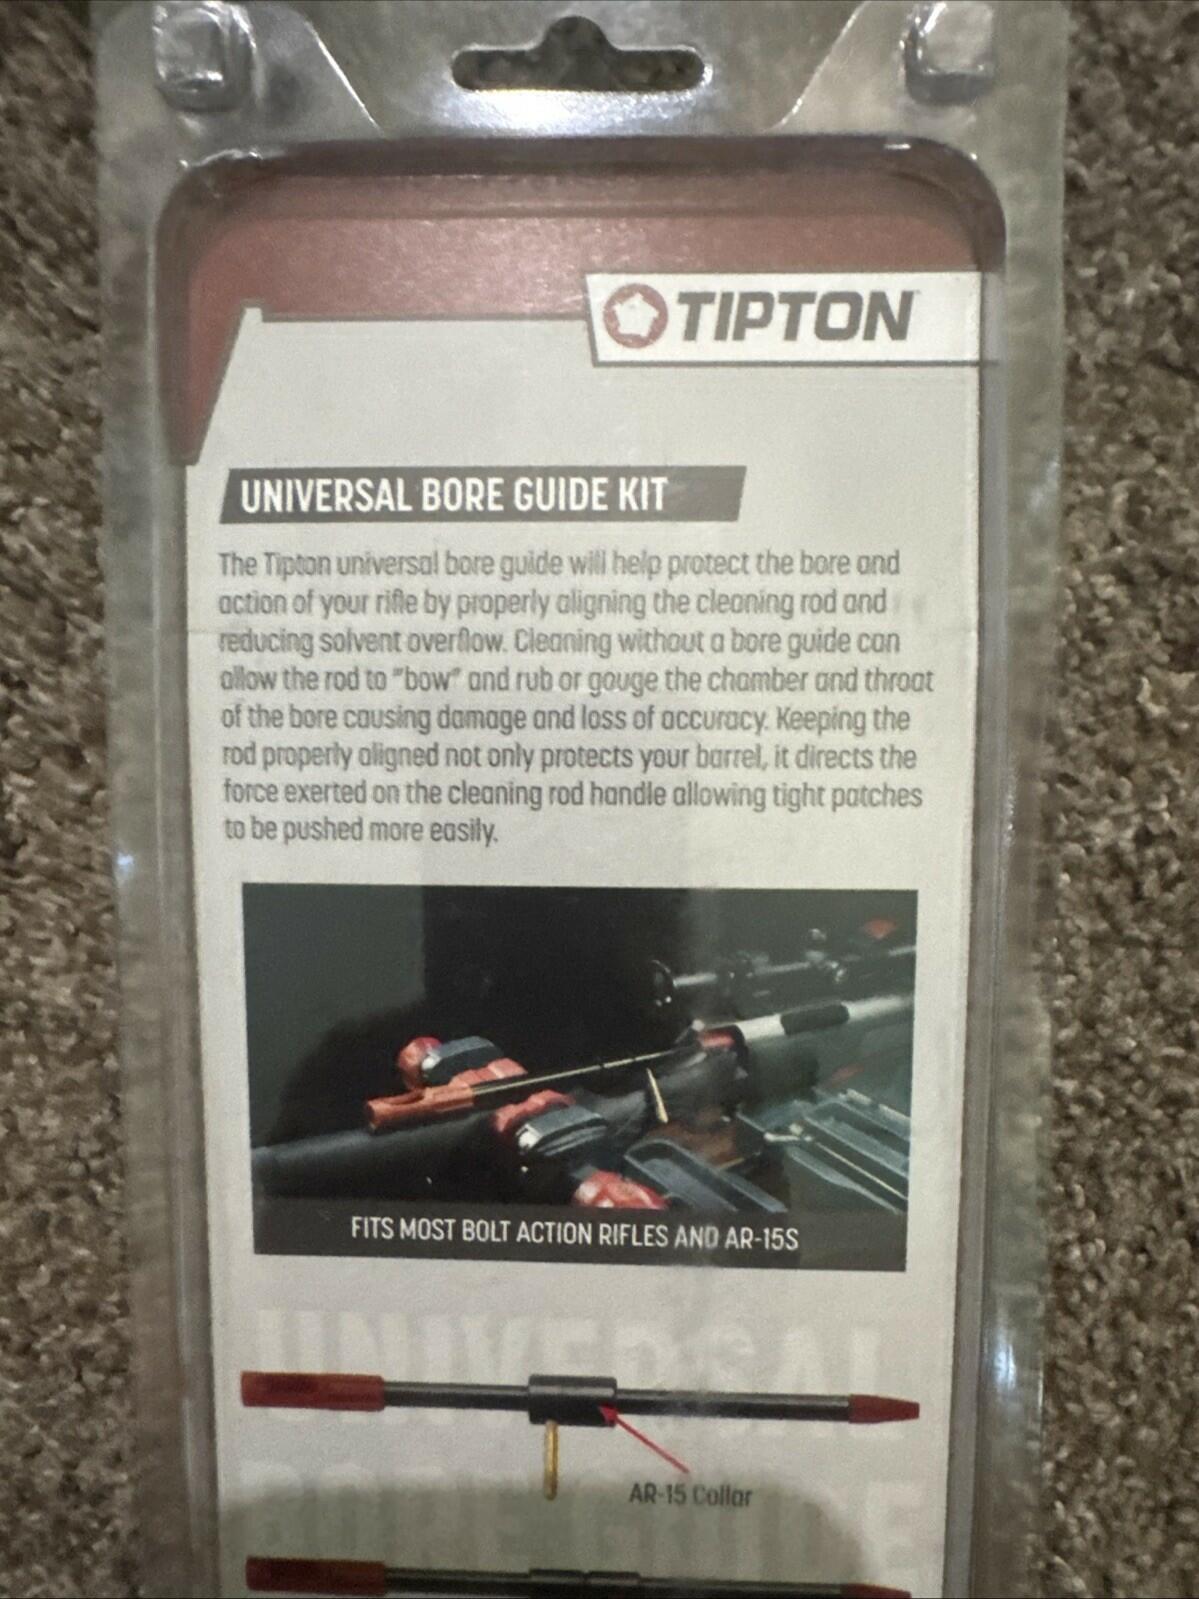 TIPTON
UNIVERSAL BORE GUIDE KIT
The Tipton universal bore guide will help protect the bore and
action of your rifle by properly aligning the cleaning rod and
reducing solvent overflow. Cleaning without a bore guide can
allow the rod to "bow" and rub or gouge the chamber and throat
of the bore causing damage and loss of accuracy. Keeping the
rod properly aligned not only protects your barrel, it directs the
force exerted on the cleaning rod handle allowing tight patches
to be pushed more easily.
FITS MOST BOLT ACTION RIFLES AND AR-15S
UNIVERSAL
BORE GUIDE
AR-15 Collar